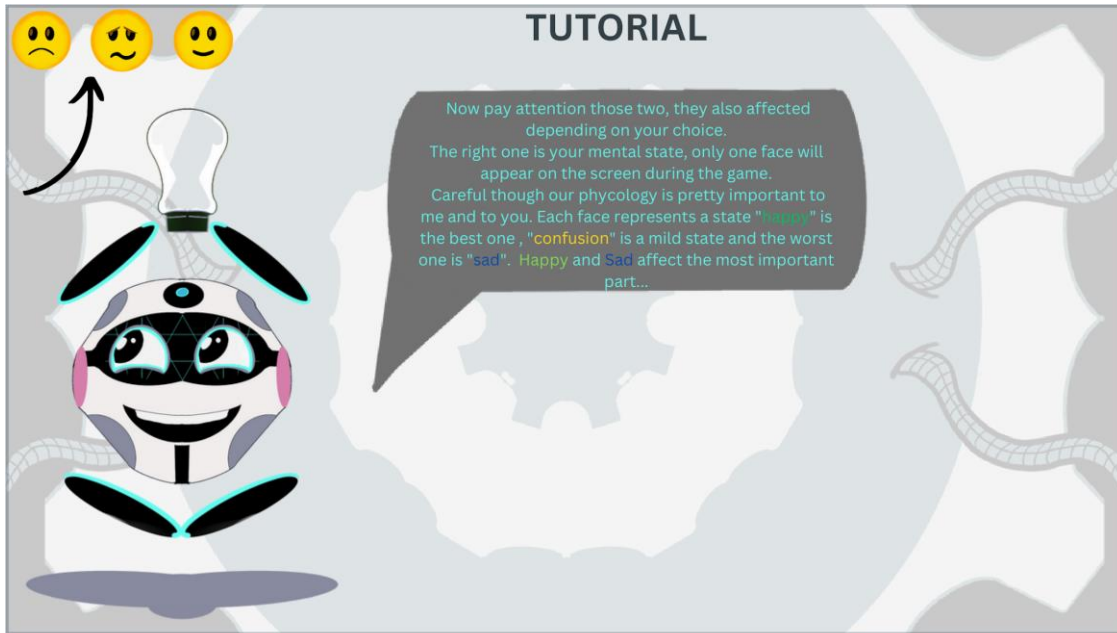 TUTORIAL
Now pay attention those two, they also affected
depending on your choice.
The right one is your mental state, only one face will
appear on the screen during the game.
Careful though our phycology is pretty important to
me and to you. Each face represents a state "happy" is
the best one , "confusion" is a mild state and the worst
one is "sad". Happy and Sad affect the most important
part...